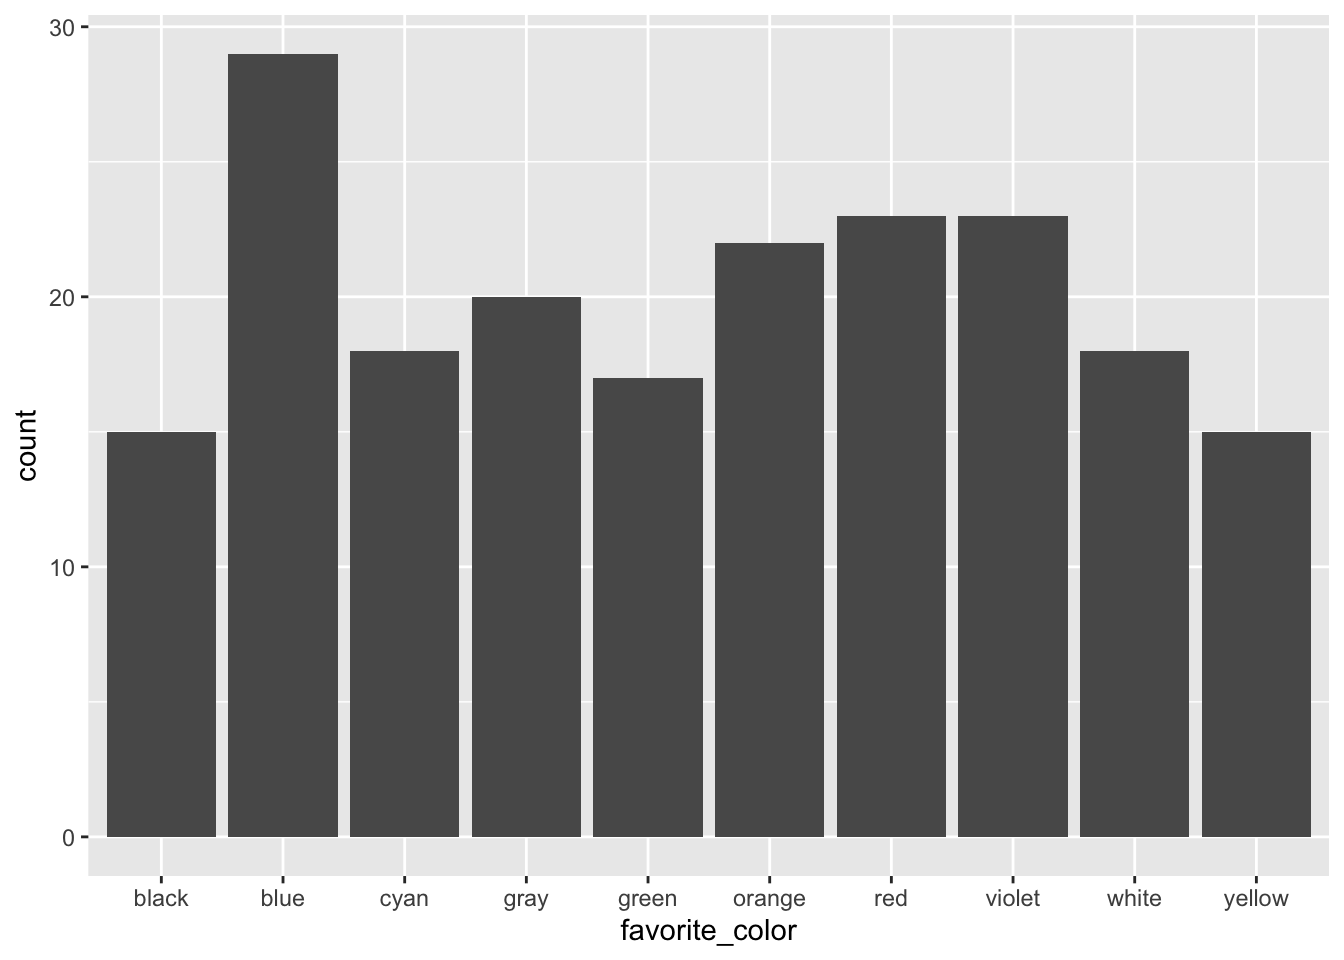 30
20
10
0
count
black blue cyan gray green orange red violet white yellow
favorite_color